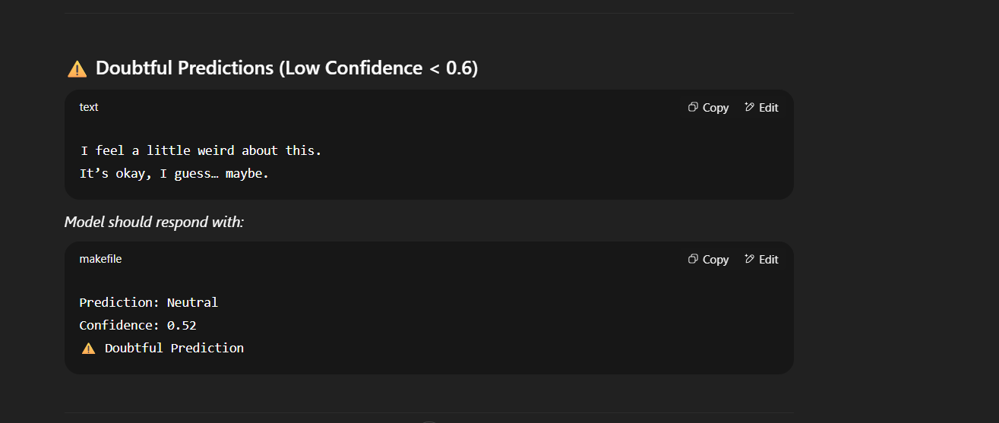 ⚠️ Doubtful Predictions (Low Confidence < 0.6)
text
Copy
Edit
I feel a little weird about this.
It’s okay, I guess… maybe.
Model should respond with:
makefile
Copy
Edit
Prediction: Neutral
Confidence: 0.52
⚠️ Doubtful Prediction